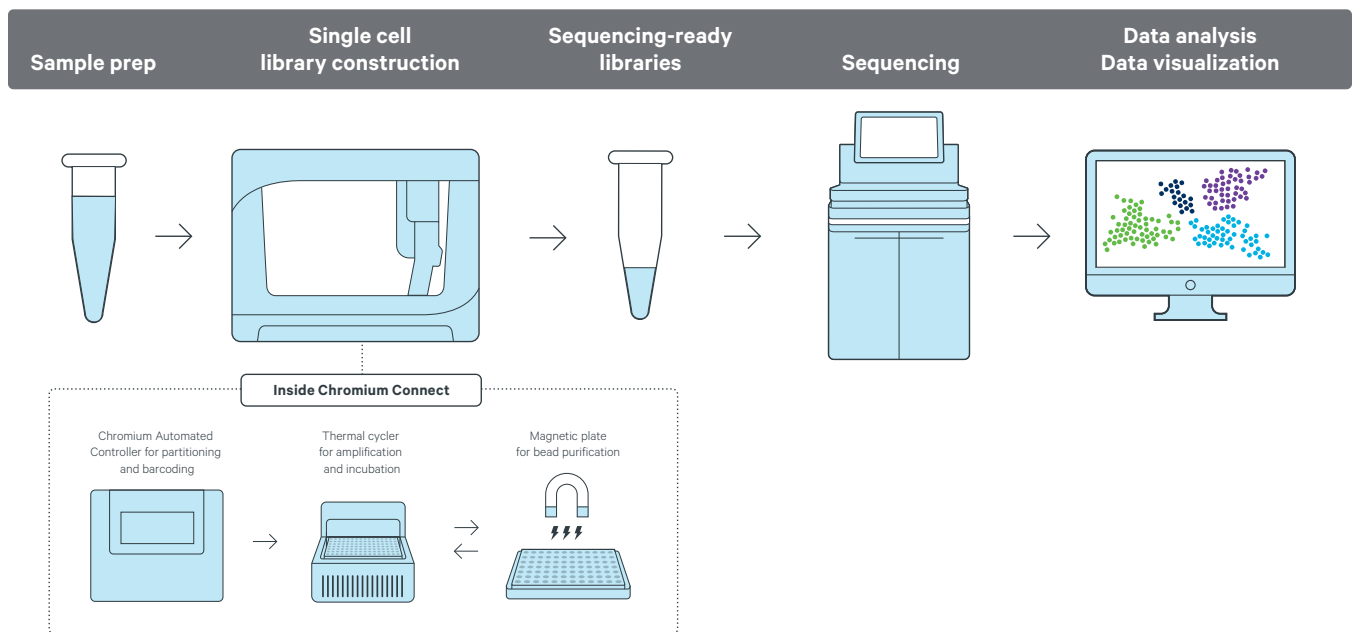 Sample prep
Single cell
library construction
Sequencing-ready
libraries
Sequencing
Data analysis
Data visualization
Inside Chromium Connect
Chromium Automated
Controller for partitioning
and barcoding
Thermal cycler
for amplification
and incubation
Magnetic plate
for bead purification